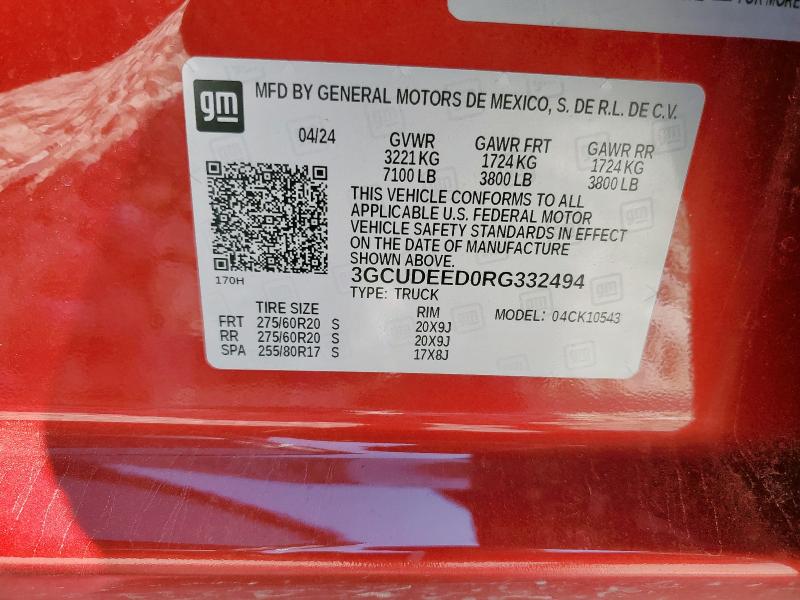 FOR MORE
gm MFD BY GENERAL MOTORS DE MEXICO, S. DE R.L. DE C.V.
04/24 GVWR GAWR FRT GAWR RR
3221 KG 1724 KG 1724 KG
7100 LB 3800 LB 3800 LB
THIS VEHICLE CONFORMS TO ALL
APPLICABLE U.S. FEDERAL MOTOR
VEHICLE SAFETY STANDARDS IN EFFECT
ON THE DATE OF MANUFACTURE
SHOWN ABOVE.
170H
3GCUDEED0RG332494
TYPE: TRUCK
TIRE SIZE RIM MODEL: 04CK10543
FRT 275/60R20 S 20X9J
RR 275/60R20 S 20X9J
SPA 255/80R17 S 17X8J